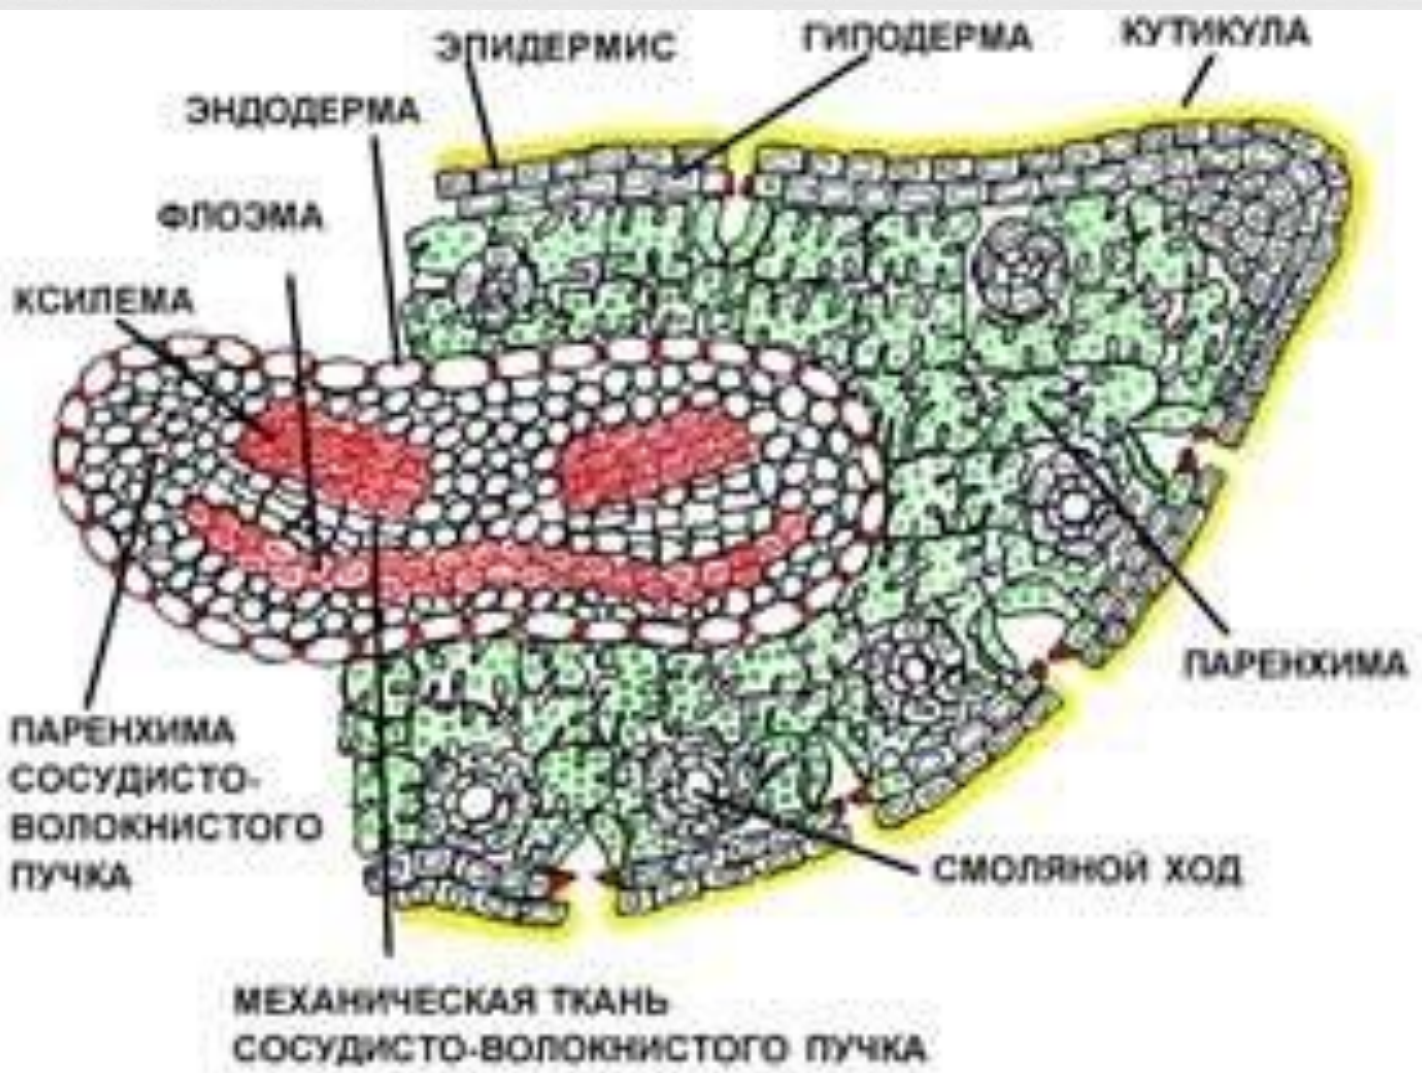 ЭПИДЕРМИС
ГИПОДЕРМА
КУТИКУЛА
ЭНДОДЕРМА
ФЛОЭМА
КСИЛЕМА
ПАРЕНХИМА
ПАРЕНХИМА
СОСУДИСТО-
ВОЛОКНИСТОГО
ПУЧКА
СМОЛЯНОЙ ХОД
МЕХАНИЧЕСКАЯ ТКАНЬ
СОСУДИСТО-ВОЛОКНИСТОГО ПУЧКА